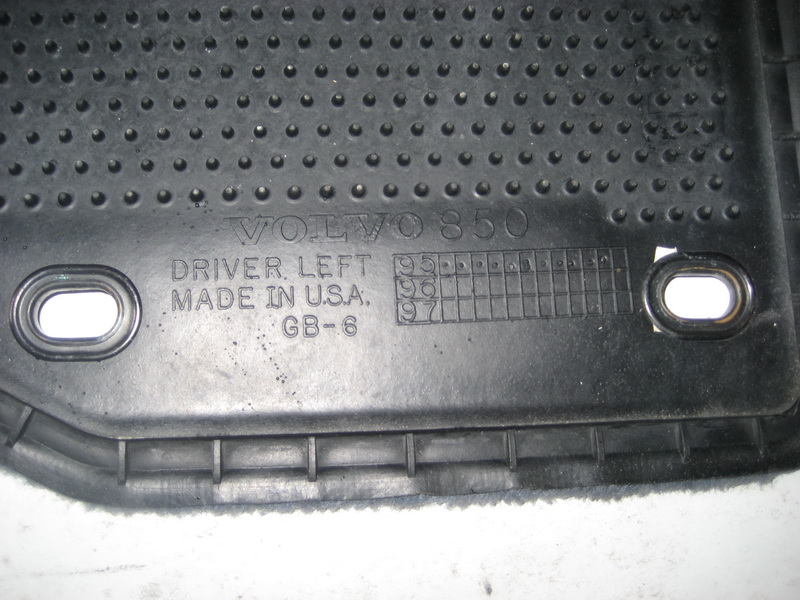 VOLVO 850
DRIVER LEFT
MADE IN U.S.A.
GB-6
95
96
97